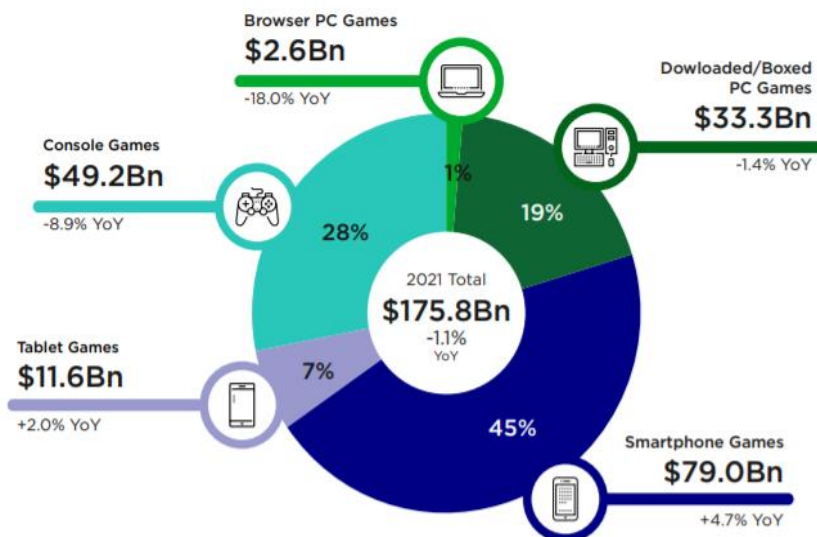 Browser PC Games
$2.6Bn
-18.0% YoY
Dowloaded/Boxed
PC Games
$33.3Bn
-1.4% YoY
Console Games
$49.2Bn
-8.9% YoY
1%
19%
28%
2021 Total
$175.8Bn
-1.1%
YoY
Tablet Games
$11.6Bn
+2.0% YoY
7%
45%
Smartphone Games
$79.0Bn
+4.7% YoY